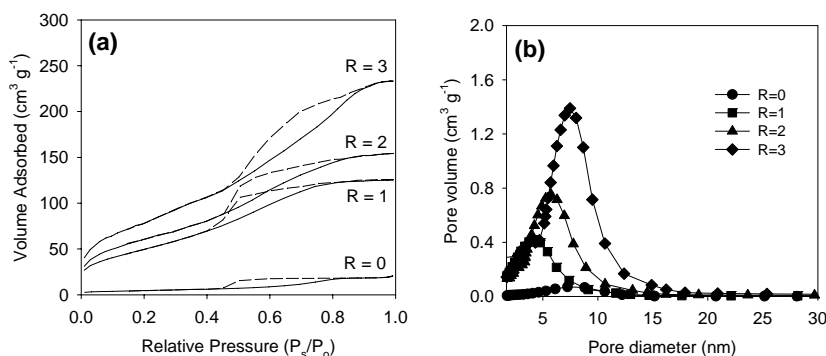 (a)
Volume Adsorbed (cm³ g⁻¹)
300
250
200
150
100
50
0
R = 3
R = 2
R = 1
R = 0
0.0 0.2 0.4 0.6 0.8 1.0
Relative Pressure (Pₛ/Pₒ)
(b)
Pore volume (cm³ g⁻¹)
2.0
1.6
1.2
0.8
0.4
0.0
R=0
R=1
R=2
R=3
5 10 15 20 25 30
Pore diameter (nm)